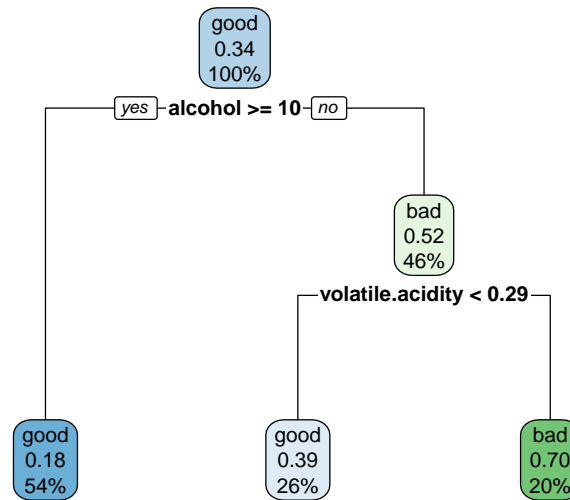 good
0.34
100%
yes alcohol >= 10 no
bad
0.52
46%
volatile.acidity < 0.29
good
0.18
54%
good
0.39
26%
bad
0.70
20%